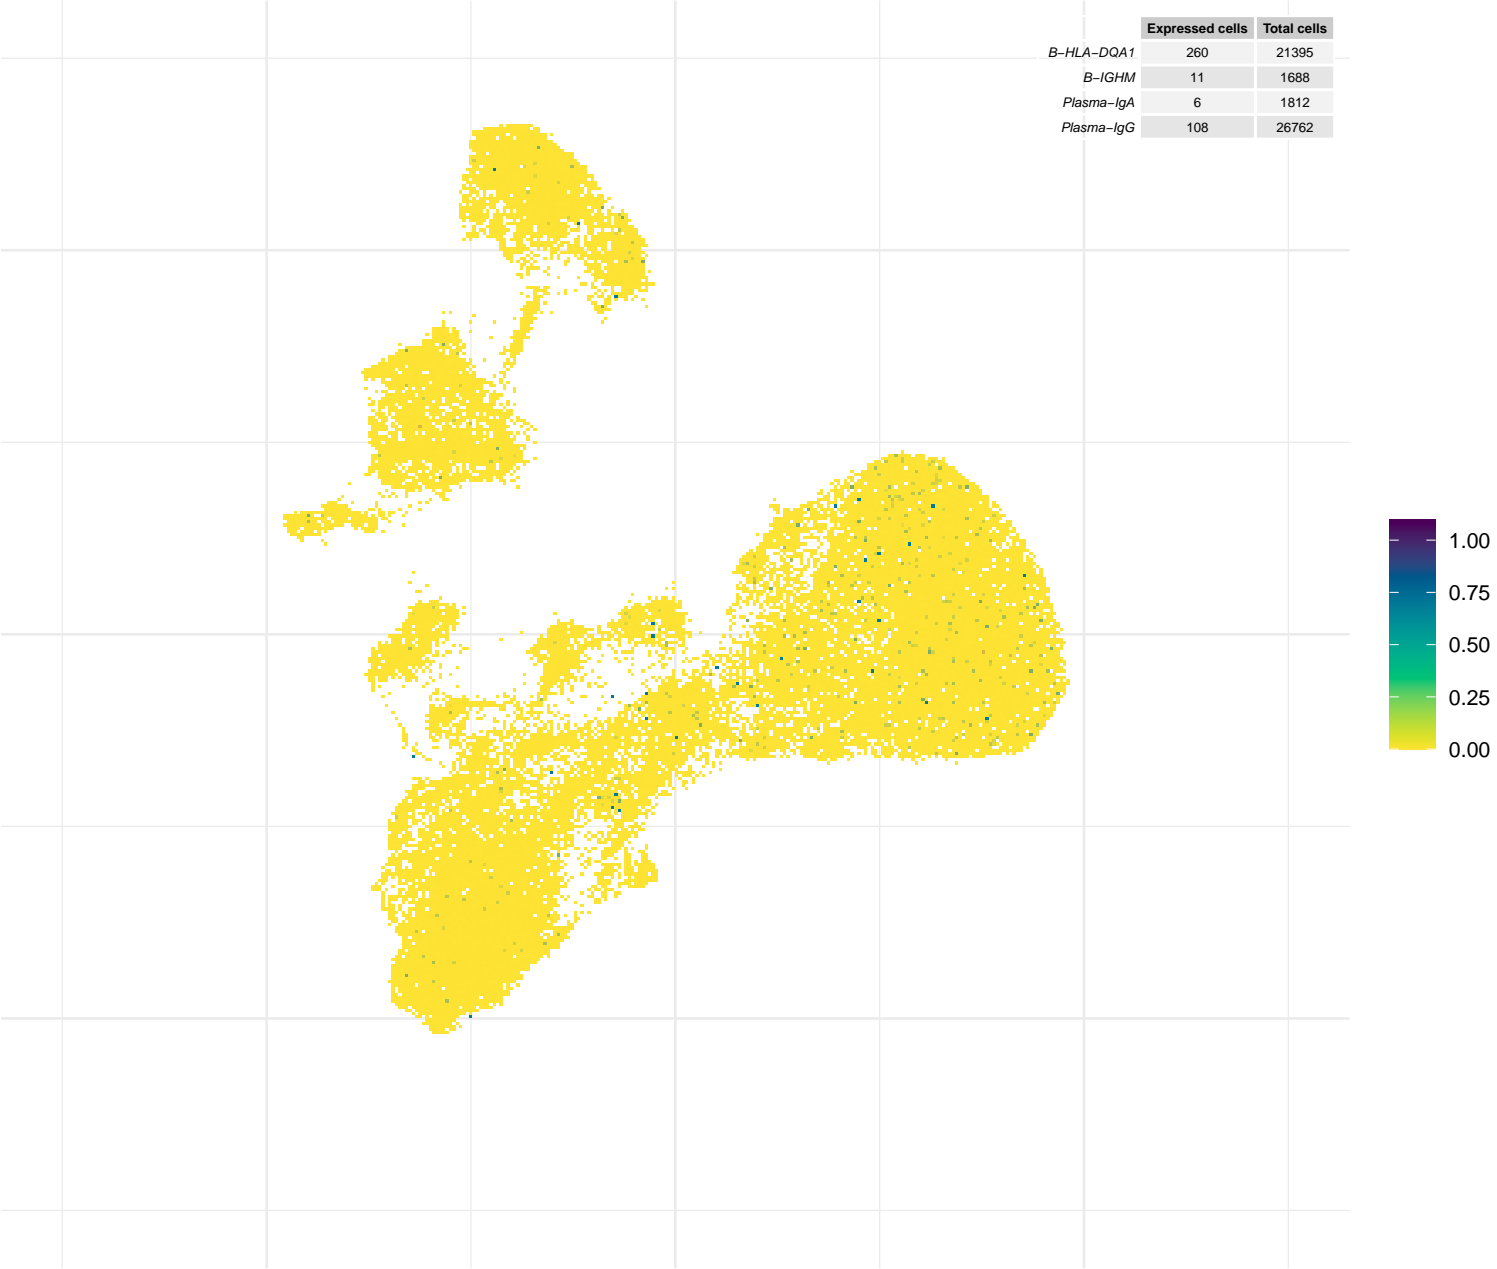 Expressed cells Total cells
B−HLA−DQA1 260 21395
B−IGHM 11 1688
Plasma−IgA 6 1812
Plasma−IgG 108 26762
1.00
0.75
0.50
0.25
0.00